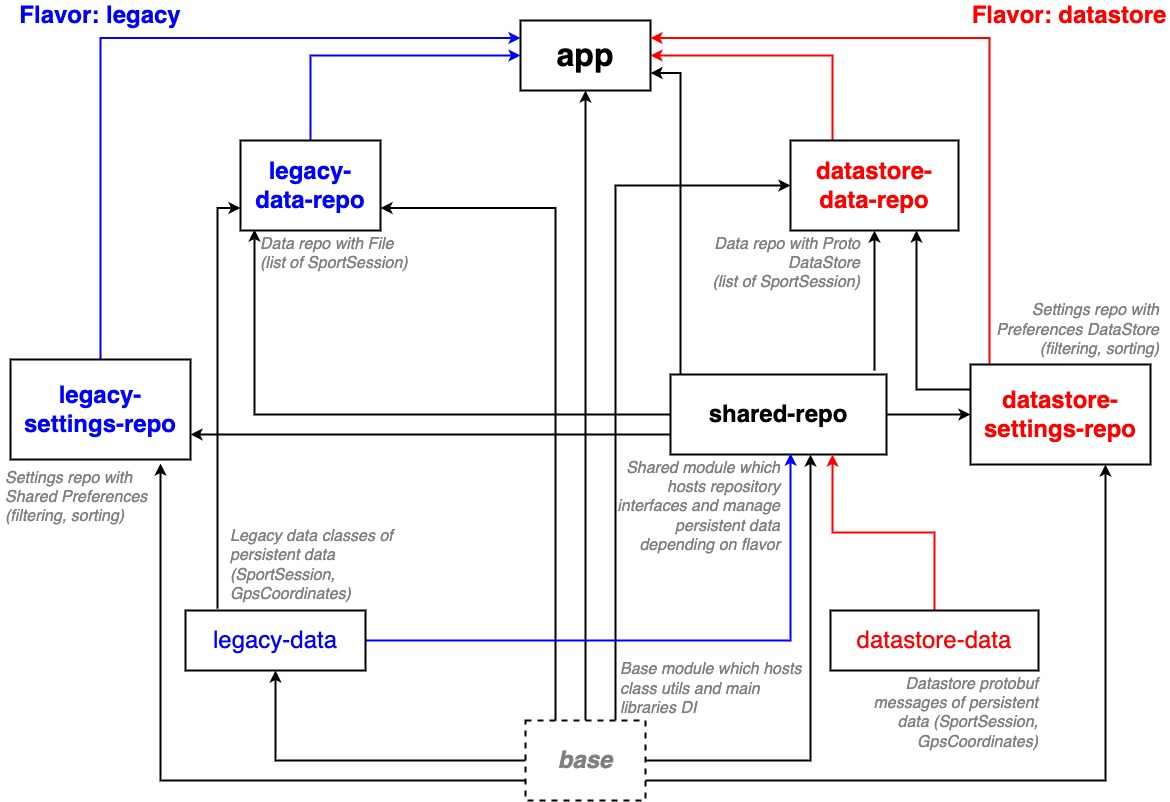 Flavor: legacy
Flavor: datastore
app
legacy-
data-repo
datastore-
data-repo
Data repo with File
(list of SportSession)
Data repo with Proto
DataStore
(list of SportSession)
Settings repo with
Preferences DataStore
(filtering, sorting)
legacy-
settings-repo
shared-repo
datastore-
settings-repo
Settings repo with
Shared Preferences
(filtering, sorting)
Shared module which
hosts repository
interfaces and manage
persistent data
depending on flavor
Legacy data classes of
persistent data
(SportSession,
GpsCoordinates)
legacy-data
datastore-data
Base module which hosts
class utils and main
libraries DI
Datastore protobuf
messages of persistent
data (SportSession,
GpsCoordinates)
base